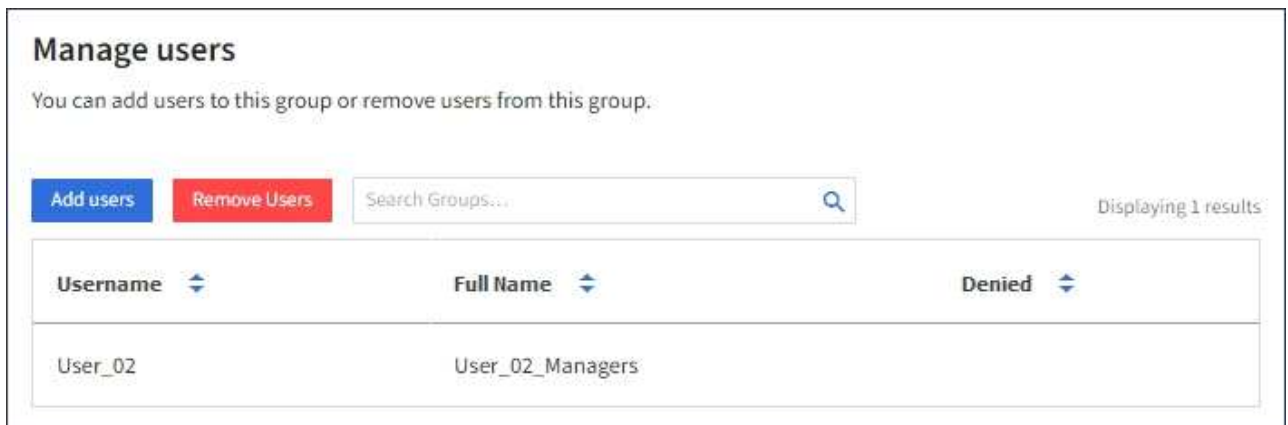 Manage users
You can add users to this group or remove users from this group.
Add users Remove Users Search Groups... Displaying 1 results
Username Full Name Denied
User_02 User_02_Managers